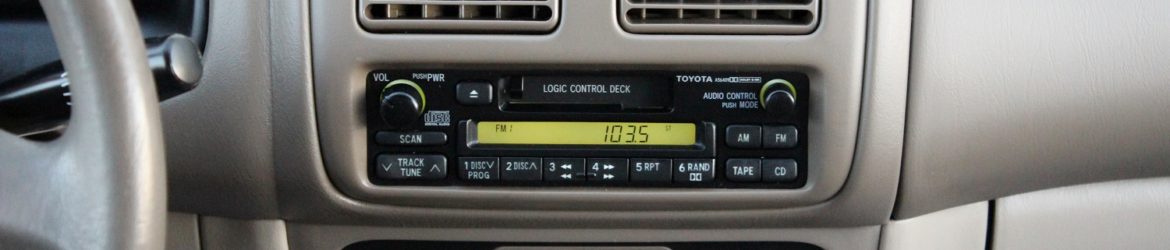 VOL PUSH PWR
LOGIC CONTROL DECK
TOYOTA
AUDIO CONTROL
PUSH MODE
SCAN
FM 1 103.5 ST
AM FM
TRACK
TUNE
1 DISC
PROG
2 DISC
3
4
5 RPT
6 RAND
TAPE CD